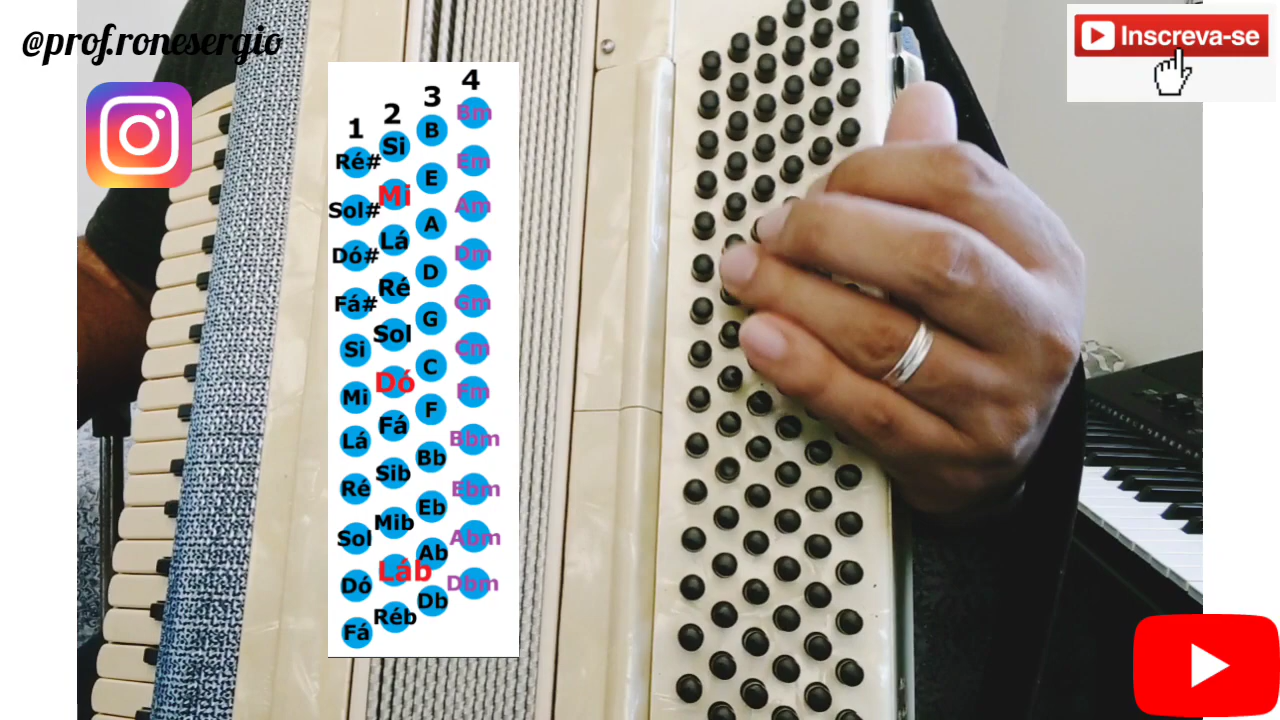 @prof.ronesergio
Inscreva-se
1 2 3 4
Ré# Si B Bm
Sol# Mi E Em
Dó# Lá A Am
Fá# Ré D Dm
Si Sol G Gm
Mi Dó C Cm
Lá Fá F Fm
Ré Sib Bb Bbm
Sol Mib Eb Ebm
Dó Láb Ab Abm
Fá Réb Db Dbm